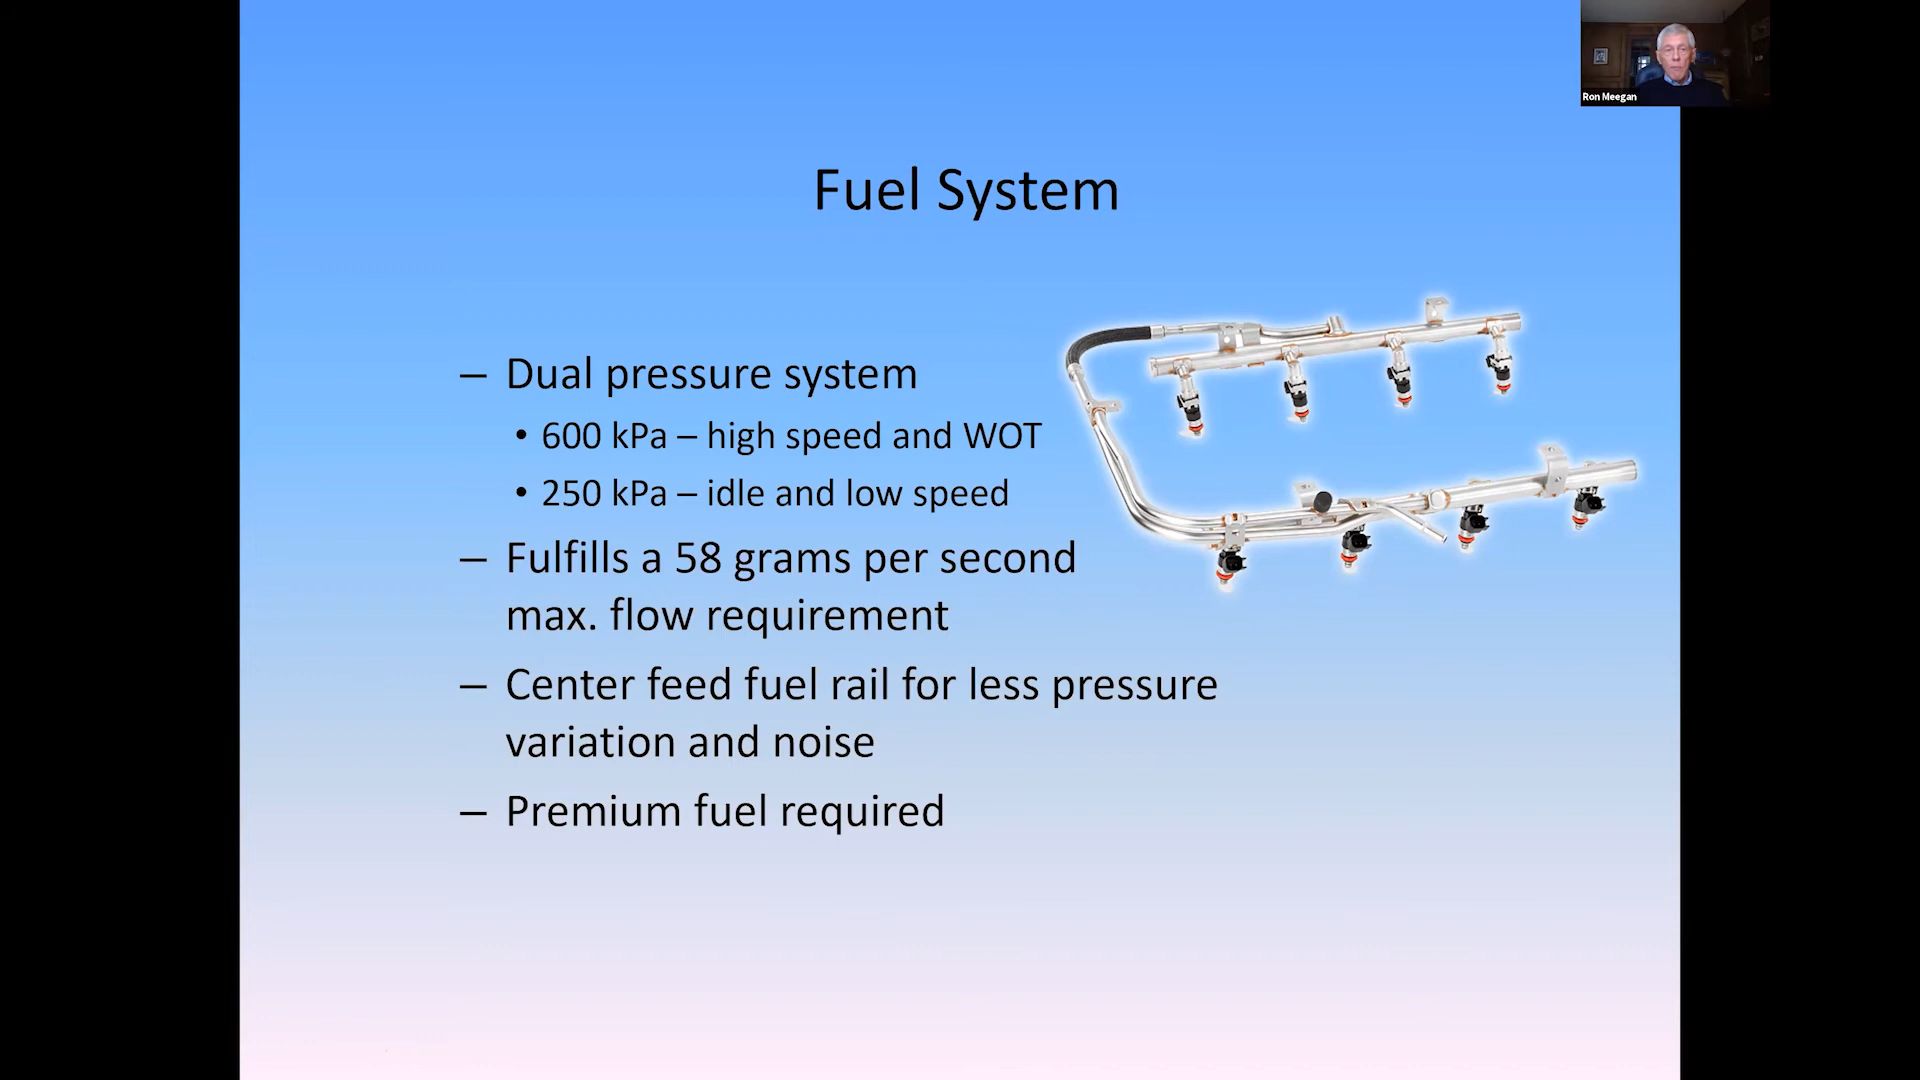 Ron Meegan
Fuel System
– Dual pressure system
• 600 kPa – high speed and WOT
• 250 kPa – idle and low speed
– Fulfills a 58 grams per second
max. flow requirement
– Center feed fuel rail for less pressure
variation and noise
– Premium fuel required